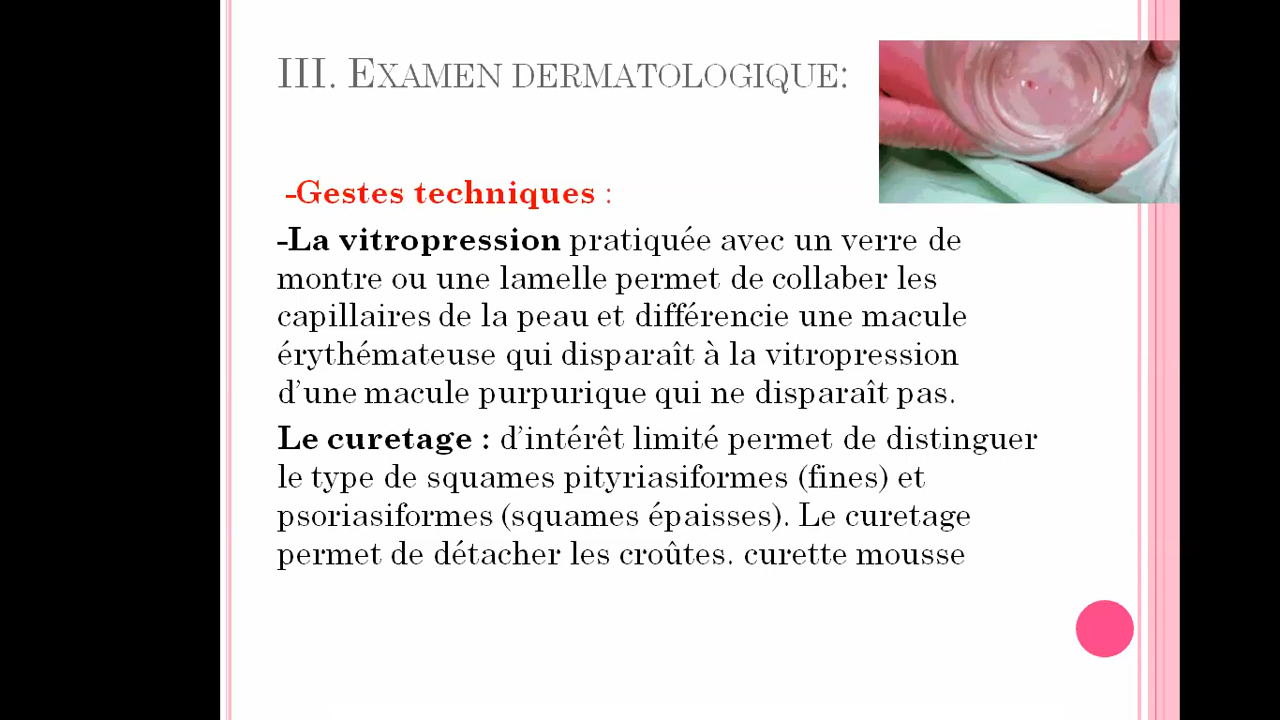 III. EXAMEN DERMATOLOGIQUE:
-Gestes techniques :
-La vitropression pratiquée avec un verre de
montre ou une lamelle permet de collaber les
capillaires de la peau et différencie une macule
érythémateuse qui disparaît à la vitropression
d'une macule purpurique qui ne disparaît pas.
Le curetage : d'intérêt limité permet de distinguer
le type de squames pityriasiformes (fines) et
psoriasiformes (squames épaisses). Le curetage
permet de détacher les croûtes. curette mousse